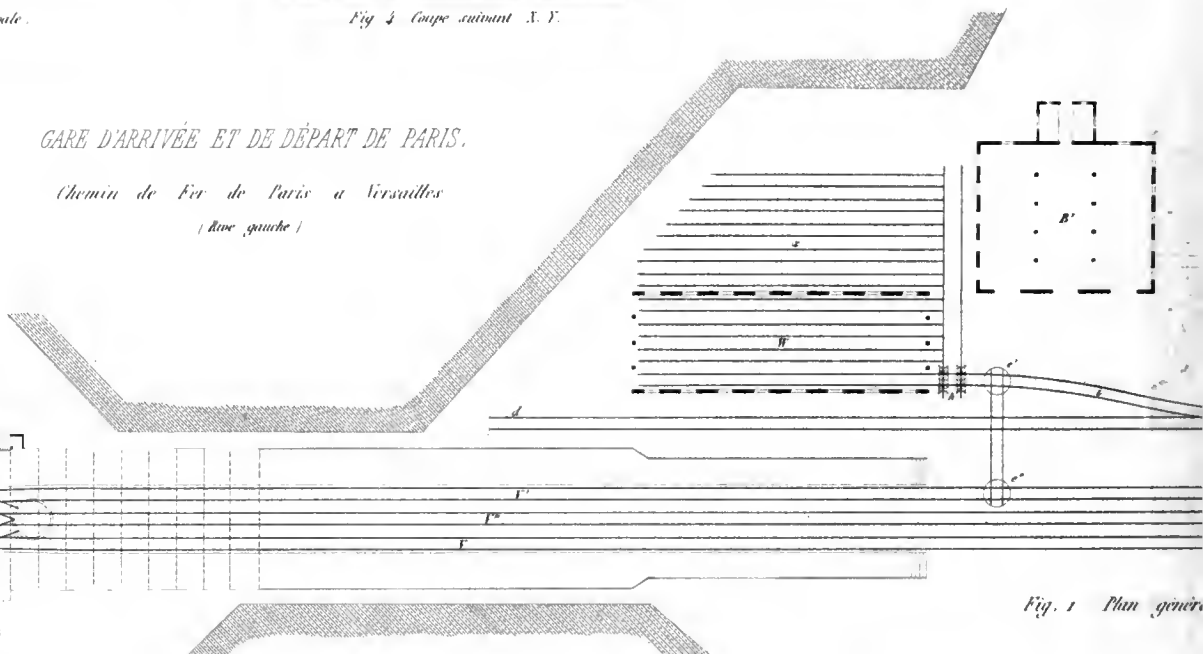 Fig 4 Coupe suivant X. Y.
GARE D'ARRIVÉE ET DE DÉPART DE PARIS.
Chemin de Fer de Paris a Versailles
( Rive gauche )
B'
x
W
e'
t
A
d
e"
V'
V"
V
Fig. 1 Plan généra